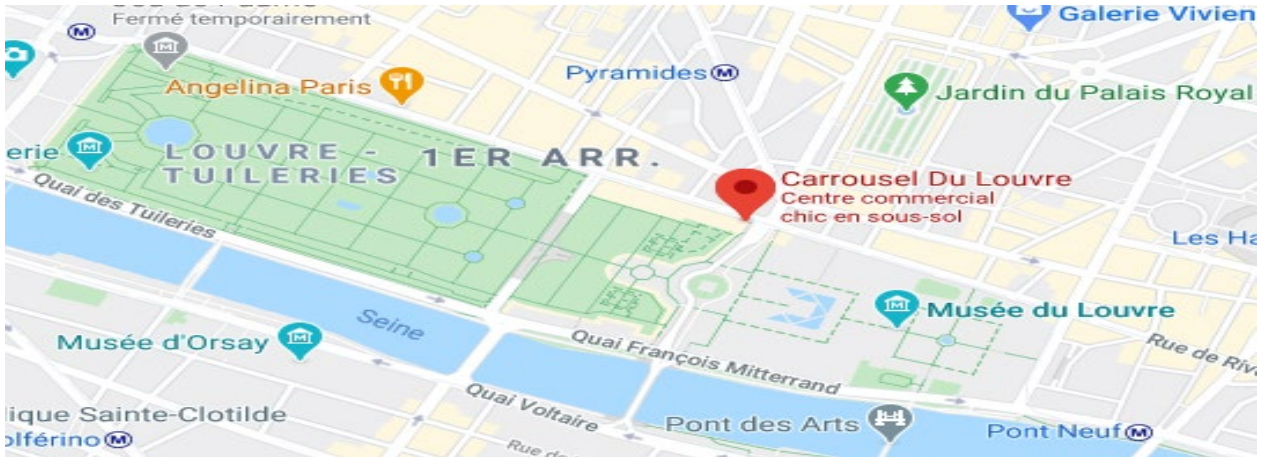 Fermé temporairement
Galerie Vivien
Pyramides M
Angelina Paris
Jardin du Palais Royal
erie
LOUVRE -
TUILERIES
1ER ARR.
Carrousel Du Louvre
Centre commercial
chic en sous-sol
Quai des Tuileries
Les Ha
Seine
Musée du Louvre
Musée d'Orsay
Quai François Mitterrand
Rue de Riv
Quai Voltaire
ique Sainte-Clotilde
Pont des Arts
olférino M
Pont Neuf M
Rue de